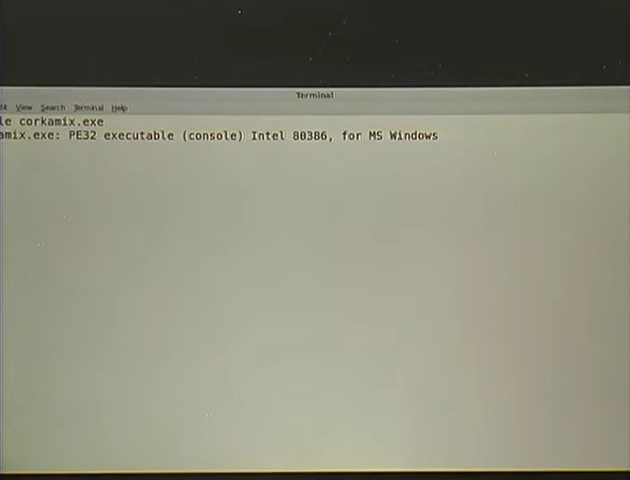 Terminal
View Search Terminal Help
le corkamix.exe
amix.exe: PE32 executable (console) Intel 80386, for MS Windows